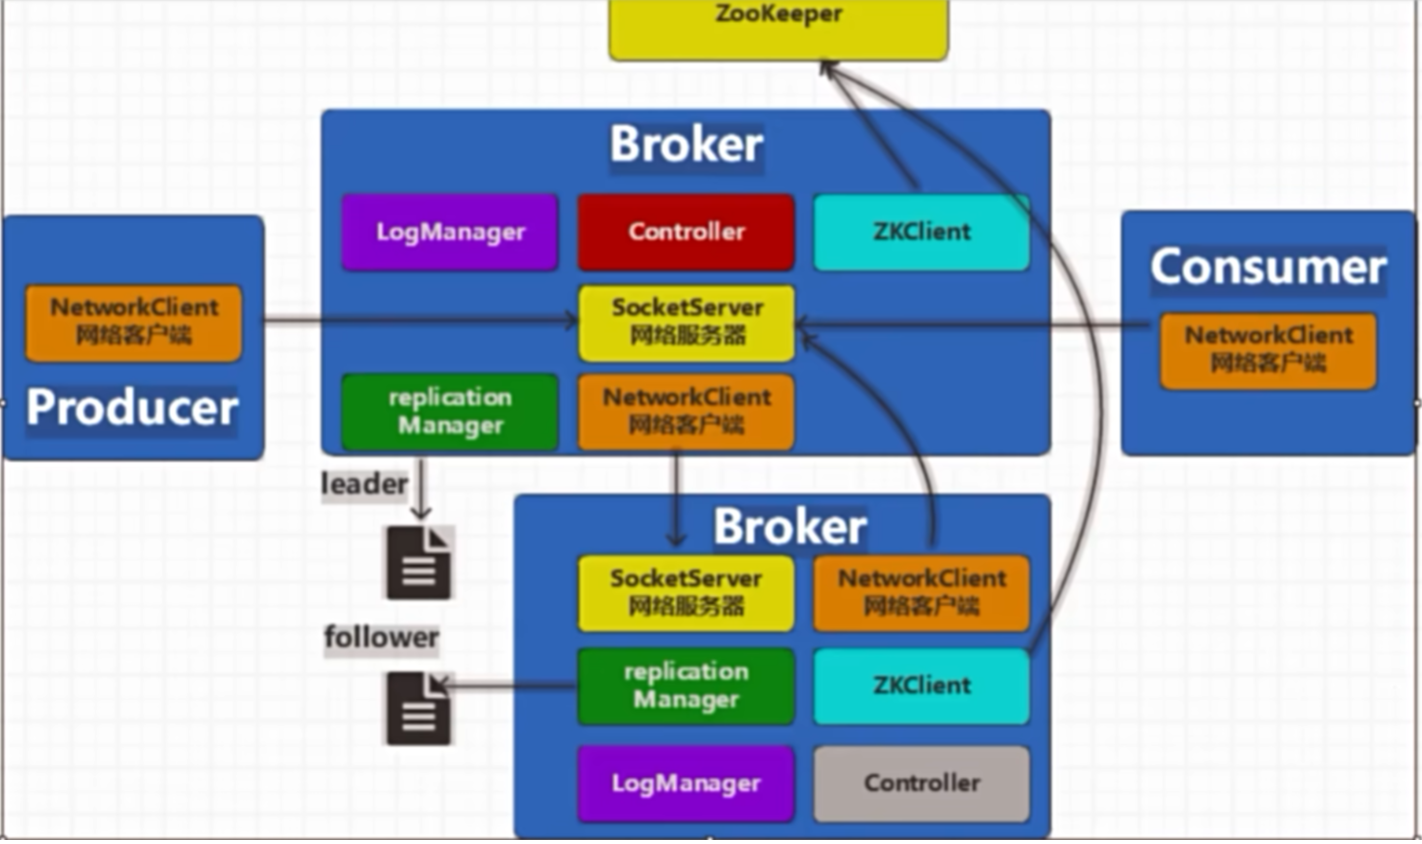 ZooKeeper
Broker
LogManager
Controller
ZKClient
NetworkClient
网络客户端
Producer
SocketServer
网络服务器
Consumer
NetworkClient
网络客户端
replication
Manager
NetworkClient
网络客户端
leader
Broker
SocketServer
网络服务器
NetworkClient
网络客户端
follower
replication
Manager
ZKClient
LogManager
Controller